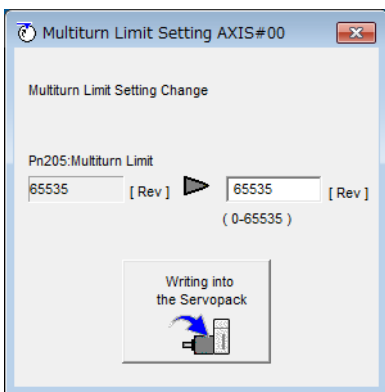 Multiturn Limit Setting AXIS#00
Multiturn Limit Setting Change
Pn205:Multiturn Limit
65535 [ Rev ] 65535 [ Rev ]
( 0-65535 )
Writing into
the Servopack